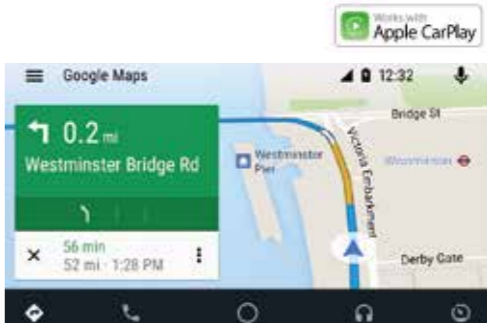 Works with
Apple CarPlay
Google Maps
12:32
0.2 mi
Westminster Bridge Rd
56 min
52 mi · 1:28 PM
Bridge St
Westminster
Pier
Victoria Embankment
Westminster
Derby Gate